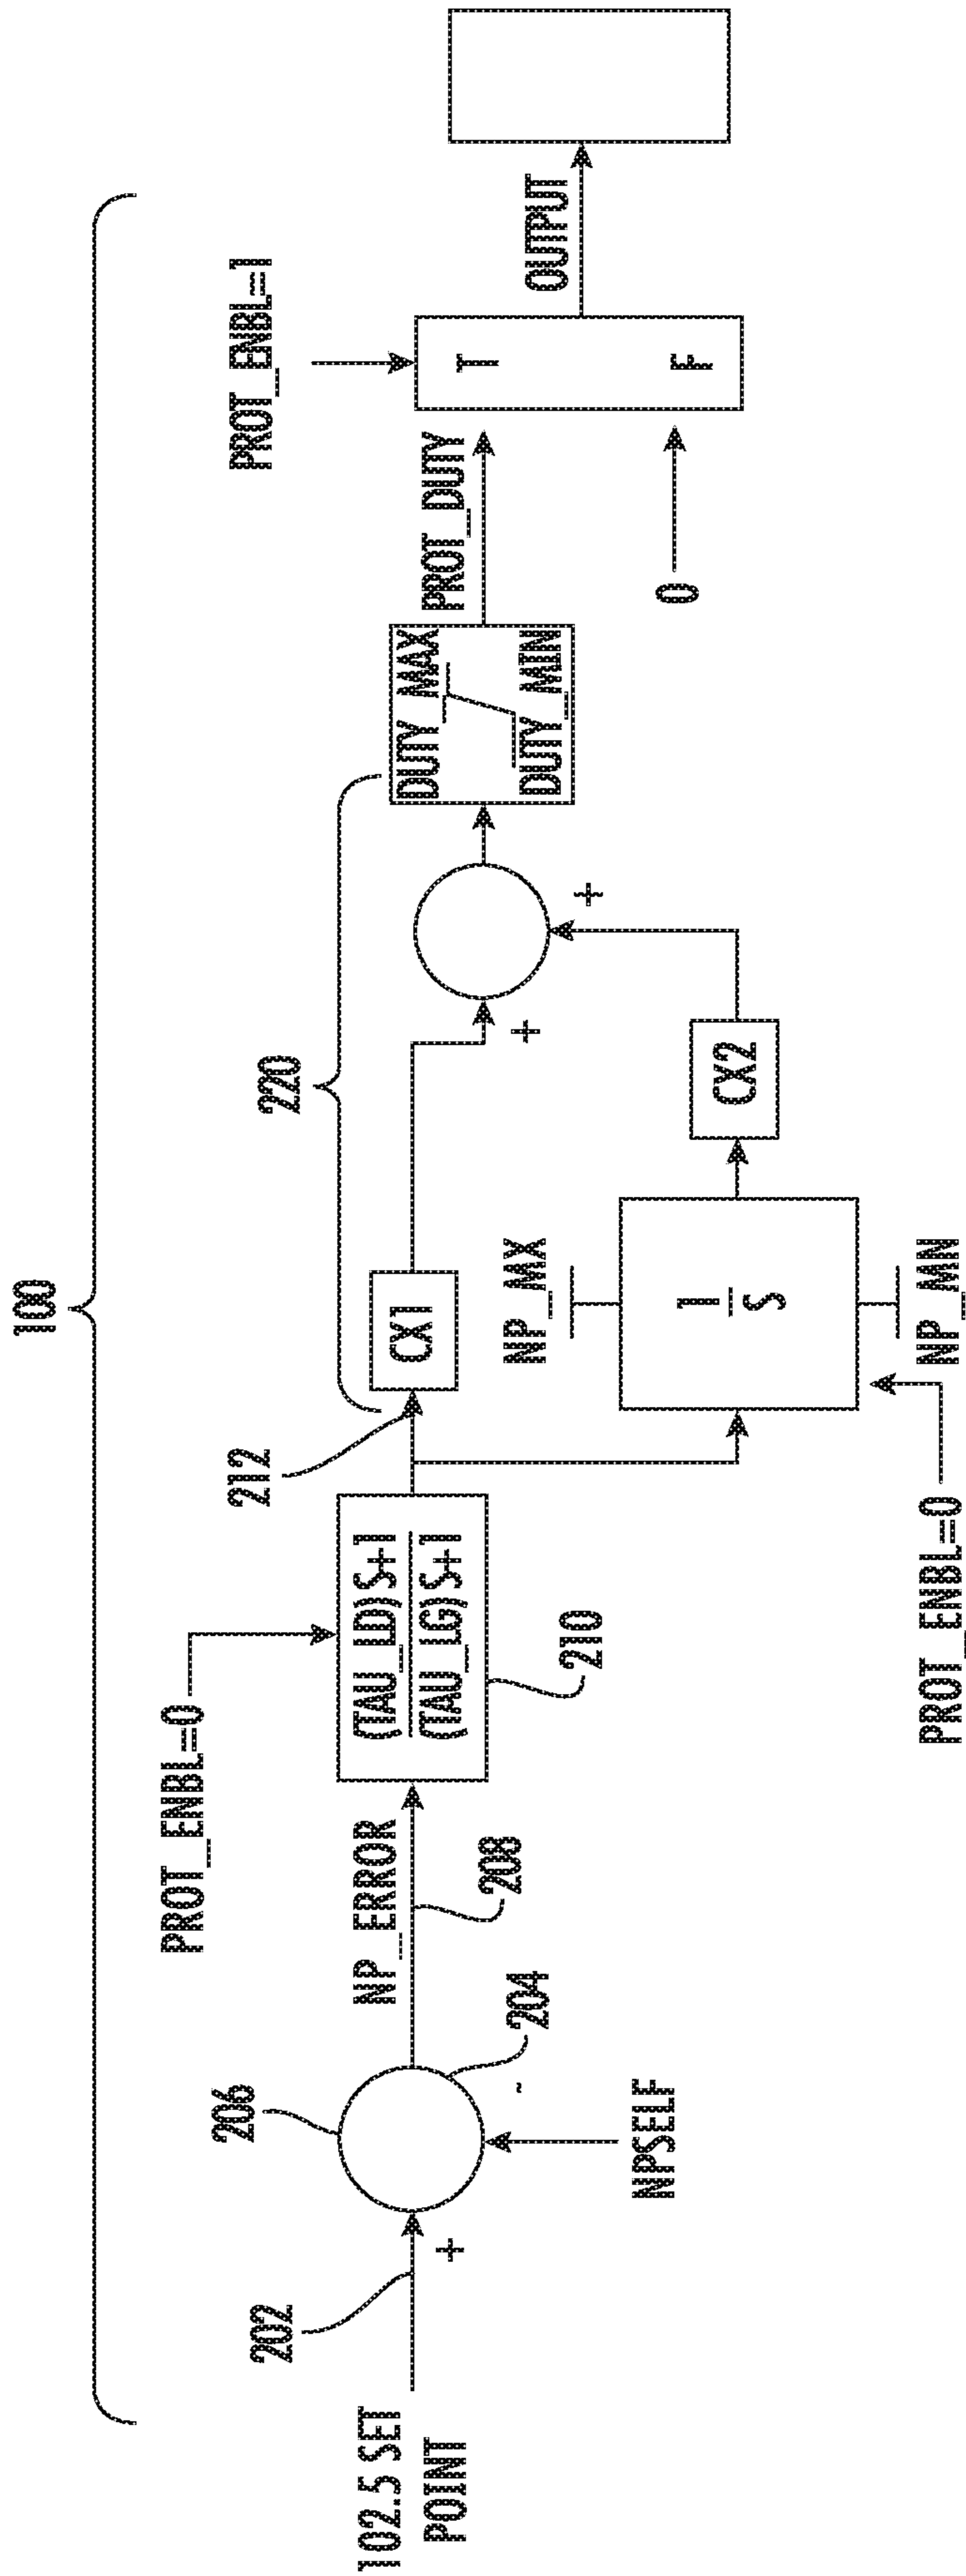 100
PROT_ENBL=0
PROT_ENBL=1
206
212
220
202
102.5 SET
POINT
+
NP_ERROR
208
204
-
NPSELF
(TAU_LD)S+1
(TAU_LG)S+1
210
CX1
+
+
DUTY_MAX
DUTY_MIN
PROT_DUTY
T
F
0
OUTPUT
NP_MX
1
S
NP_MN
CX2
PROT_ENBL=0